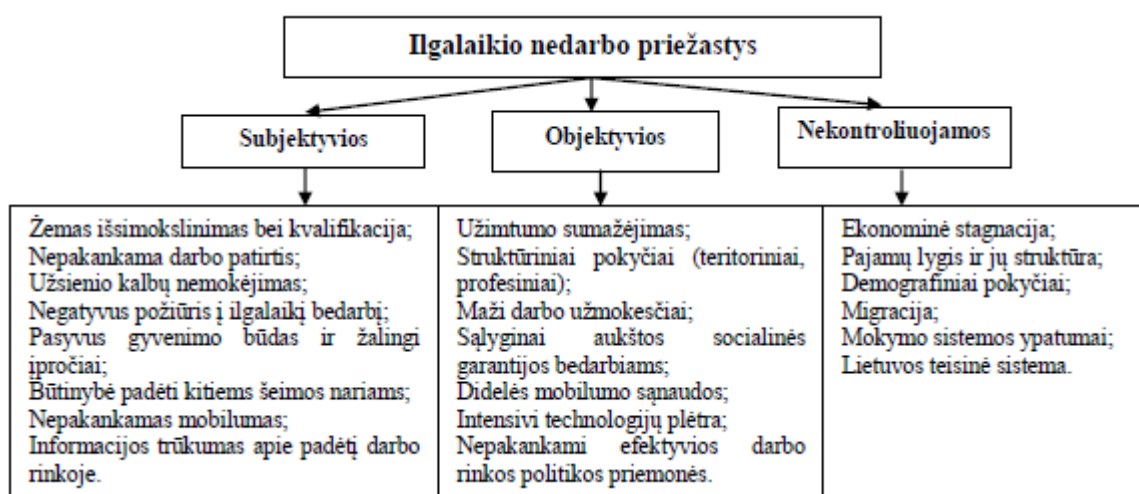 Ilgalaikio nedarbo priežastys
Subjektyvios
Objektyvios
Nekontroliuojamos
Žemas išsimokslinimas bei kvalifikacija;
Nepakankama darbo patirtis;
Užsienio kalbų nemokėjimas;
Negatyvus požiūris į ilgalaikį bedarbį;
Pasyvus gyvenimo būdas ir žalingi
įpročiai;
Būtinybė padėti kitiems šeimos nariams;
Nepakankamas mobilumas;
Informacijos trūkumas apie padėtį darbo
rinkoje.
Užimtumo sumažėjimas;
Struktūriniai pokyčiai (teritoriniai,
profesiniai);
Maži darbo užmokesčiai;
Sąlyginai aukštos socialinės
garantijos bedarbiams;
Didelės mobilumo sąnaudos;
Intensivi technologijų plėtra;
Nepakankami efektyvios darbo
rinkos politikos priemonės.
Ekonominė stagnacija;
Pajamų lygis ir jų struktūra;
Demografiniai pokyčiai;
Migracija;
Mokymo sistemos ypatumai;
Lietuvos teisinė sistema.